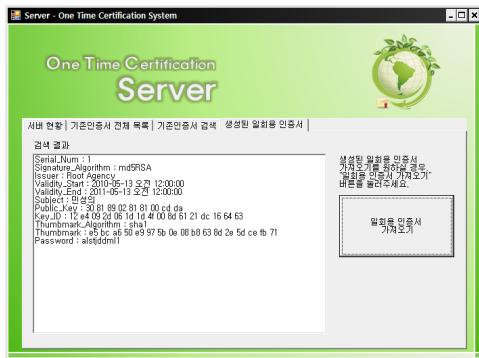 Server - One Time Certification System
One Time Certification
Server
서버 현황 | 기준인증서 전체 목록 | 기준인증서 검색 | 생성된 일회용 인증서
검색 결과
Serial_Num : 1
Signature_Algorithm : md5RSA
Issuer : Root Agency
Validity_Start : 2010-05-13 오전 12:00:00
Validity_End : 2011-05-13 오전 12:00:00
Subject : 민성의
Public_Key : 30 81 89 02 81 81 00 cd da
Key_ID : 12 e4 09 2d 06 1d 1d 4f 00 8d 61 21 dc 16 64 63
Thumbmark_Algorithm : sha1
Thumbmark : e5 bc a6 50 e9 97 5b 0e 08 b8 63 8d 2e 5d ce fb 71
Password : alstjddml1
생성된 일회용 인증서
가져오기를 원하실 경우,
"일회용 인증서 가져오기"
버튼을 눌러주세요.
일회용 인증서
가져오기